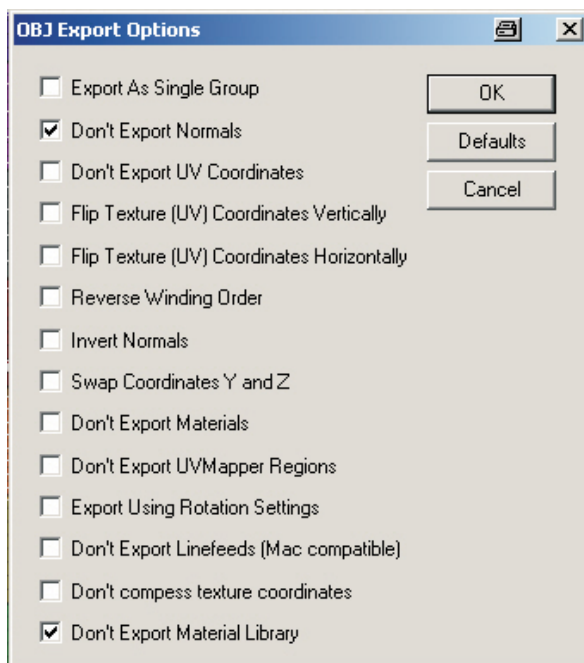 OBJ Export Options
Export As Single Group
Don't Export Normals
Don't Export UV Coordinates
Flip Texture (UV) Coordinates Vertically
Flip Texture (UV) Coordinates Horizontally
Reverse Winding Order
Invert Normals
Swap Coordinates Y and Z
Don't Export Materials
Don't Export UVMapper Regions
Export Using Rotation Settings
Don't Export Linefeeds (Mac compatible)
Don't compess texture coordinates
Don't Export Material Library
OK
Defaults
Cancel